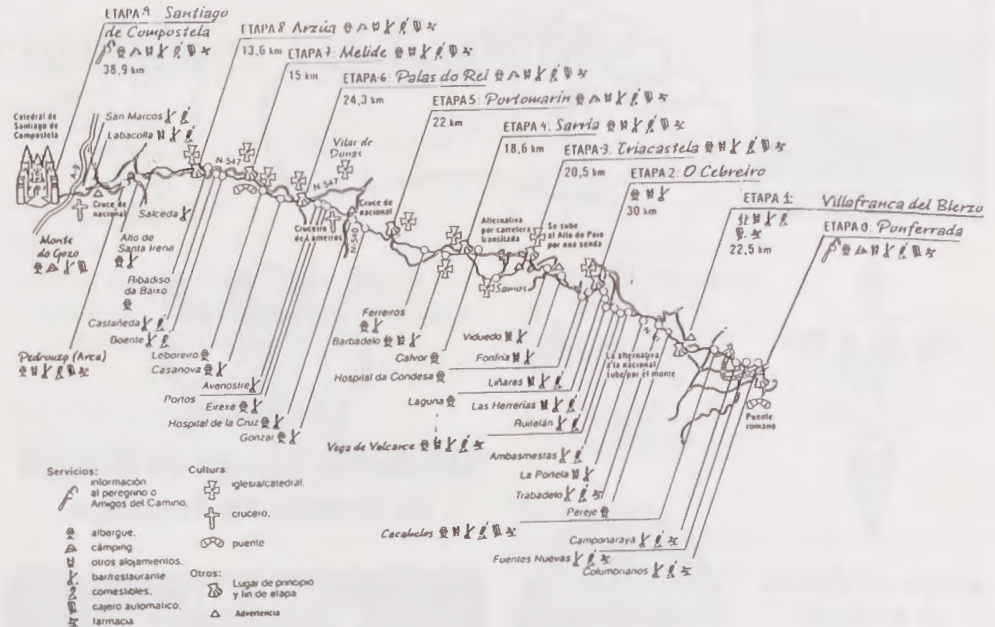 ETAPA 9: Santiago
de Compostela
38,9 km
ETAPA 8 Arzúa
13,6 km
ETAPA 7: Melide
15 km
ETAPA 6: Palas do Rei
24,3 km
ETAPA 5: Portomarín
22 km
ETAPA 4: Sarria
18,6 km
ETAPA 3: Triacastela
20,5 km
ETAPA 2: O Cebreiro
30 km
ETAPA 1: Villafranca del Bierzo
22,5 km
ETAPA 0: Ponferrada
Catedral de
Santiago de
Compostela
San Marcos
Labacolla
A-9
Cruce de
nacional
Monte
do Gozo
Salceda
Alto de
Santa Irene
Ribadiso
da Baixo
Castañeda
Boente
Pedrouzo (Arca)
N-547
Vilar de
Donas
N-547
Cruceiro de Lameiros
Cruce de
nacional
N-540
Leboreiro
Casanova
Avenostre
Portos
Eirexe
Hospital de la Cruz
Gonzar
Ferreiros
Barbadelo
Calvor
Alternativa
por carretera
transitada
Samos
Se sube
al Alto de Poio
por una senda
Viduedo
Fonfría
Hospital da Condesa
Liñares
Laguna
Las Herrerías
Ruitelán
Vega de Valcarce
Ambasmestas
La Portela
Trabadelo
Pereje
La alternativa
a la nacional
sube por el monte
Puente
romano
Cacabelos
Camponaraya
Fuentes Nuevas
Columbrianos
Servicios:
información
al peregrino o
Amigos del Camino,
albergue,
cámping
otros alojamientos,
bar/restaurante
comestibles,
cajero automático,
farmacia
Cultura:
iglesia/catedral,
crucero,
puente
Otros:
Lugar de principio
y fin de etapa
Advertencia